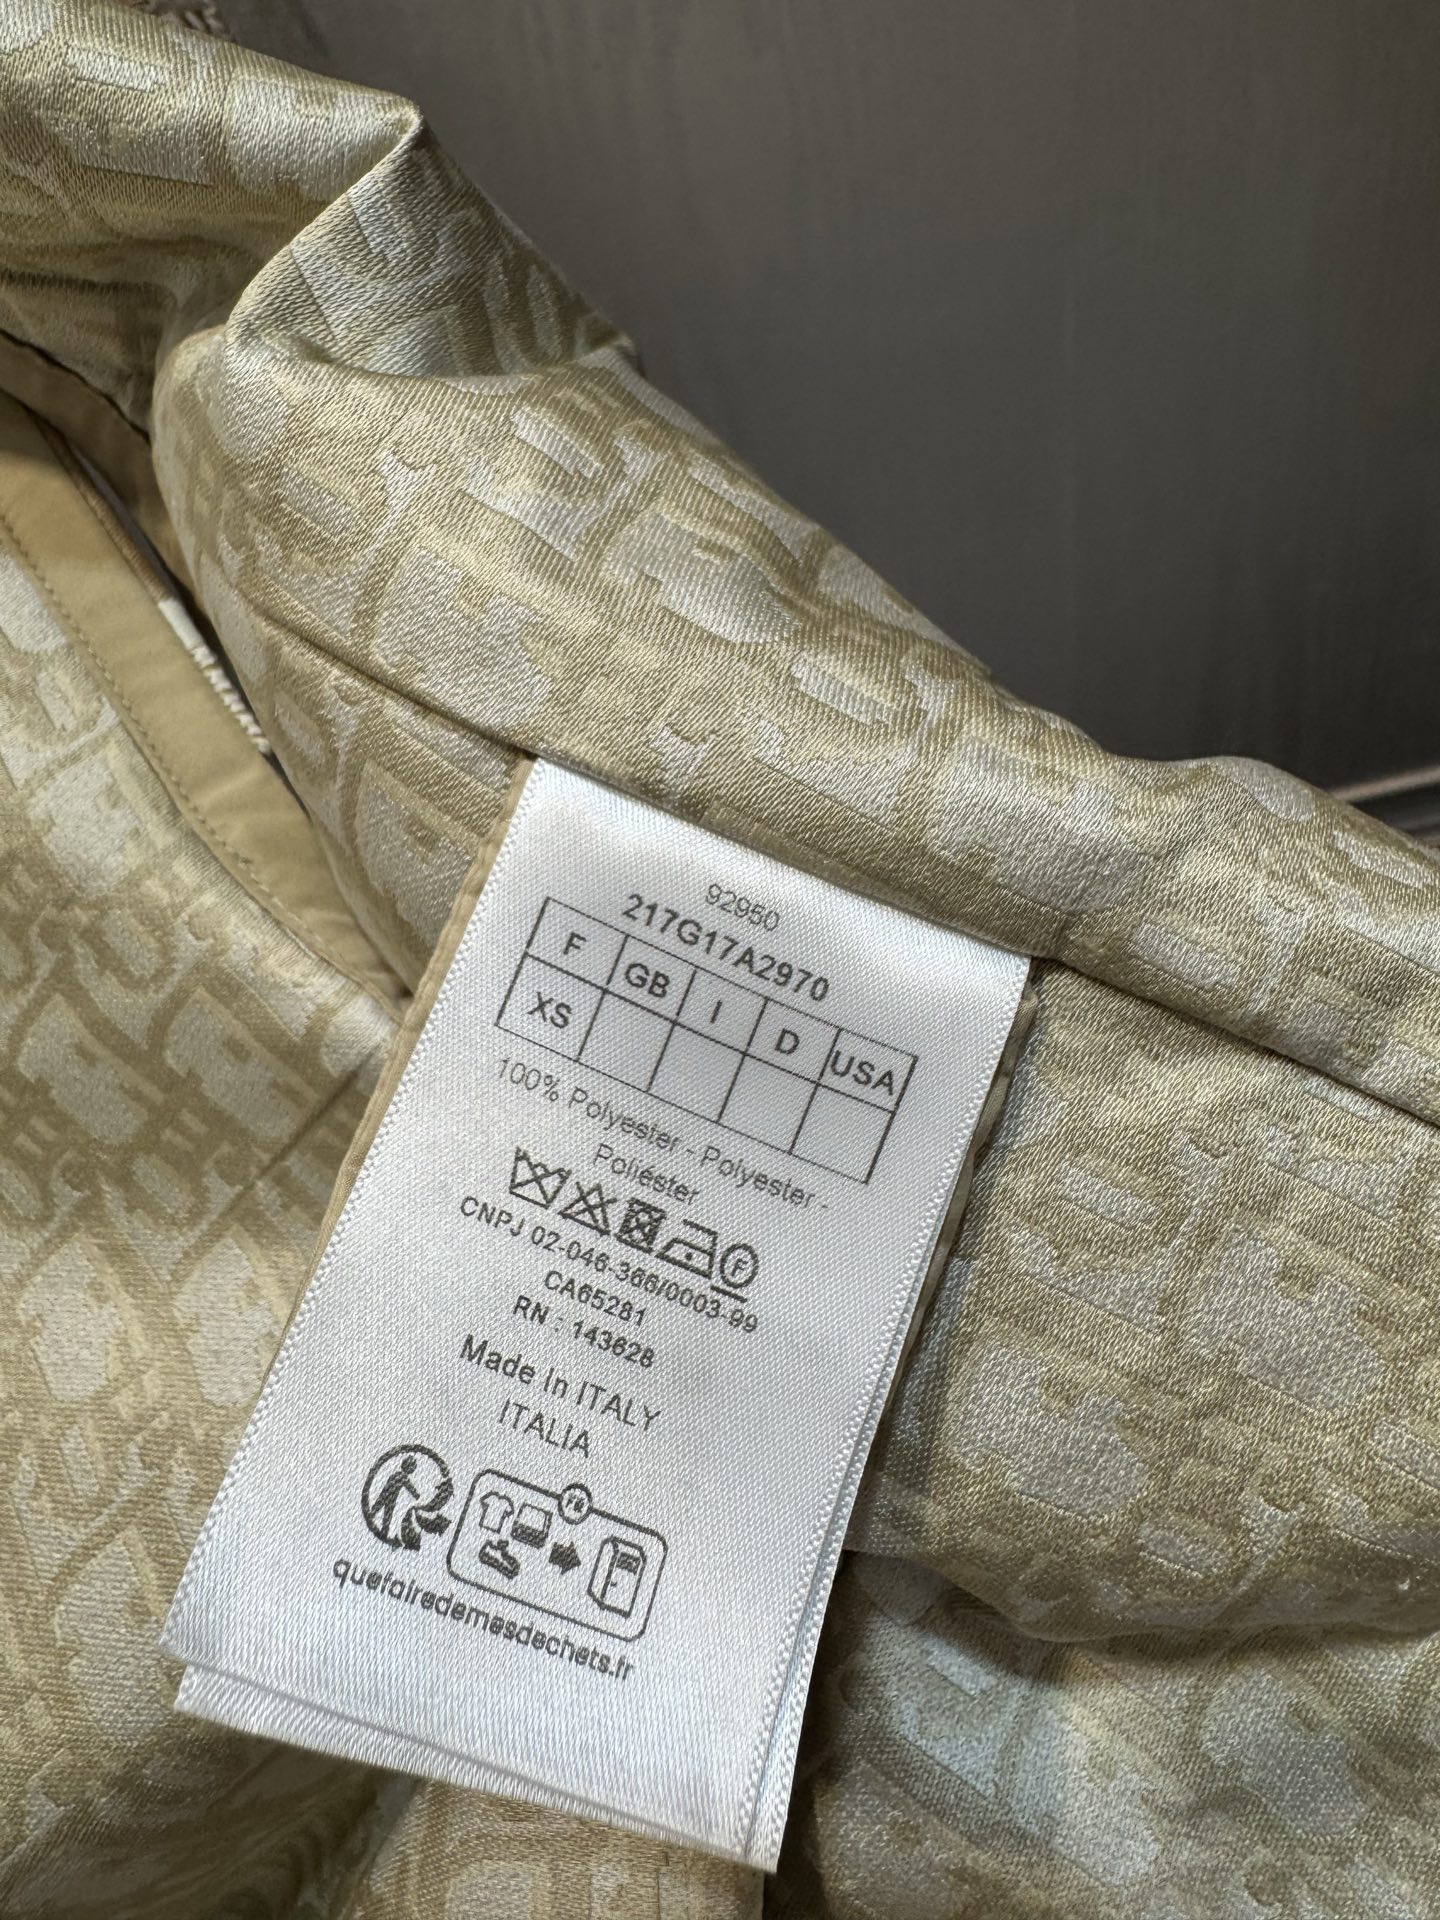 92950
217G17A2970
F GB I D USA
XS
100% Polyester - Polyester -
Poliéster
F
CNPJ 02-046-366/0003-99
CA65281
RN : 143628
Made In ITALY
ITALIA
FR
quefairedemesdechets.fr